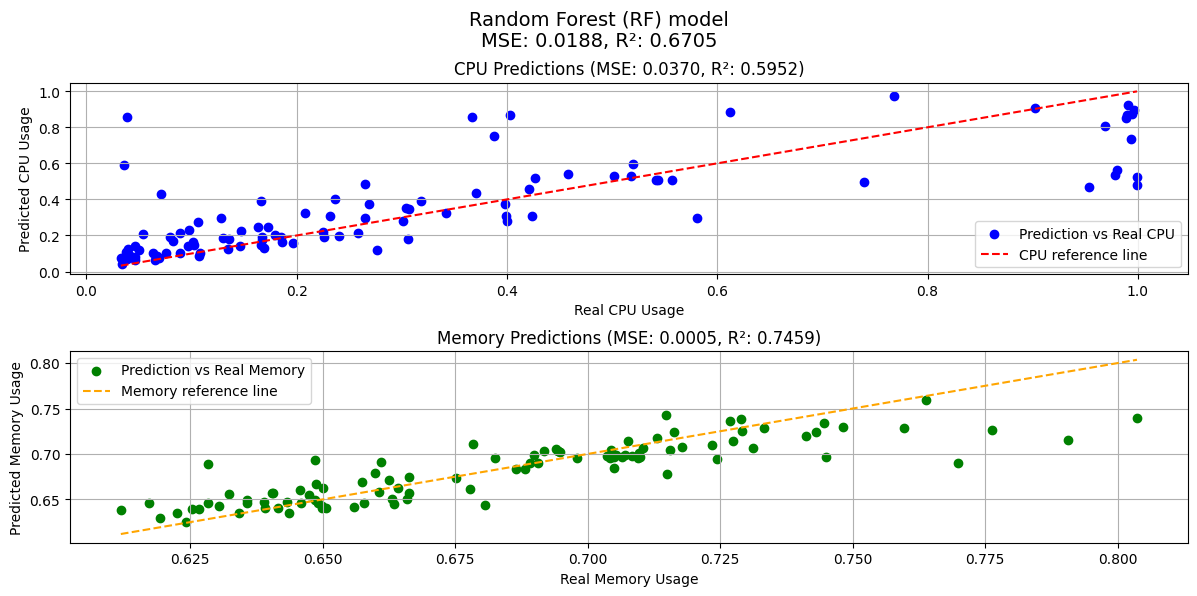 Random Forest (RF) model
MSE: 0.0188, R²: 0.6705
CPU Predictions (MSE: 0.0370, R²: 0.5952)
Predicted CPU Usage
1.0
0.8
0.6
0.4
0.2
0.0
Prediction vs Real CPU
CPU reference line
0.0 0.2 0.4 0.6 0.8 1.0
Real CPU Usage
Memory Predictions (MSE: 0.0005, R²: 0.7459)
Predicted Memory Usage
0.80
0.75
0.70
0.65
Prediction vs Real Memory
Memory reference line
0.625 0.650 0.675 0.700 0.725 0.750 0.775 0.800
Real Memory Usage